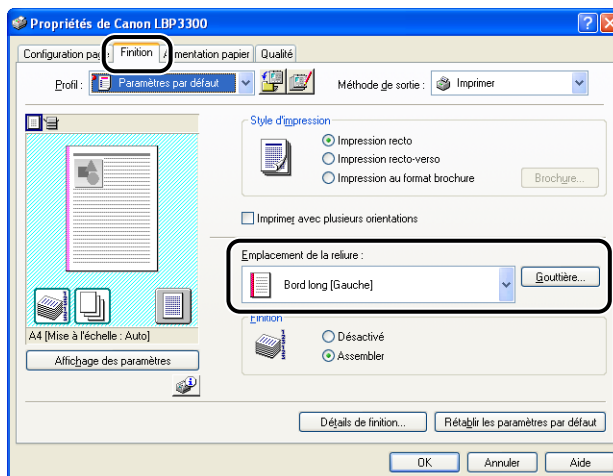 Propriétés de Canon LBP3300
Configuration pag Finition A mentation papier Qualité
Profil : Paramètres par défaut Méthode de sortie : Imprimer
Style d'impression
Impression recto
Impression recto-verso
Impression au format brochure Brochure...
Imprimer avec plusieurs orientations
Emplacement de la reliure :
Bord long [Gauche] Gouttière...
Finition
Désactivé
Assembler
A4 [Mise à l'échelle : Auto]
Affichage des paramètres
Détails de finition... Rétablir les paramètres par défaut
OK Annuler Aide